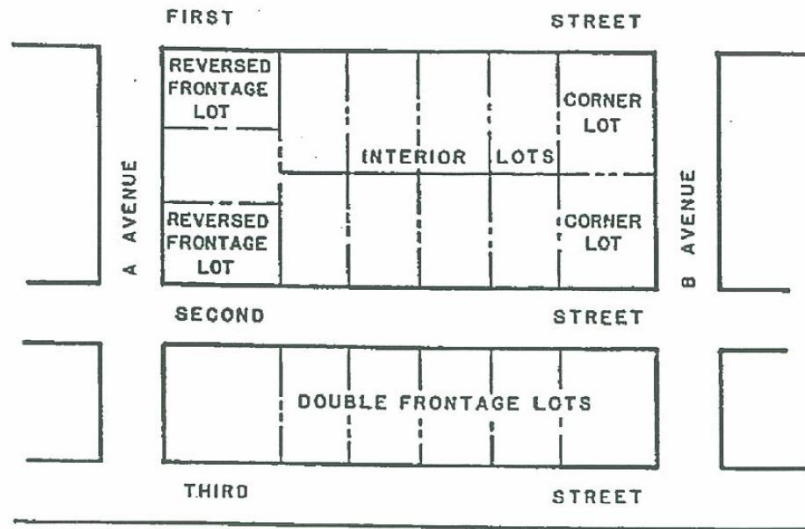 FIRST STREET
REVERSED
FRONTAGE
LOT
CORNER
LOT
INTERIOR LOTS
A AVENUE
REVERSED
FRONTAGE
LOT
CORNER
LOT
B AVENUE
SECOND STREET
DOUBLE FRONTAGE LOTS
THIRD STREET